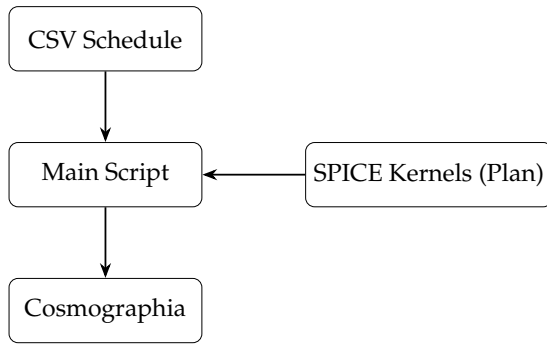 CSV Schedule
Main Script
SPICE Kernels (Plan)
Cosmographia